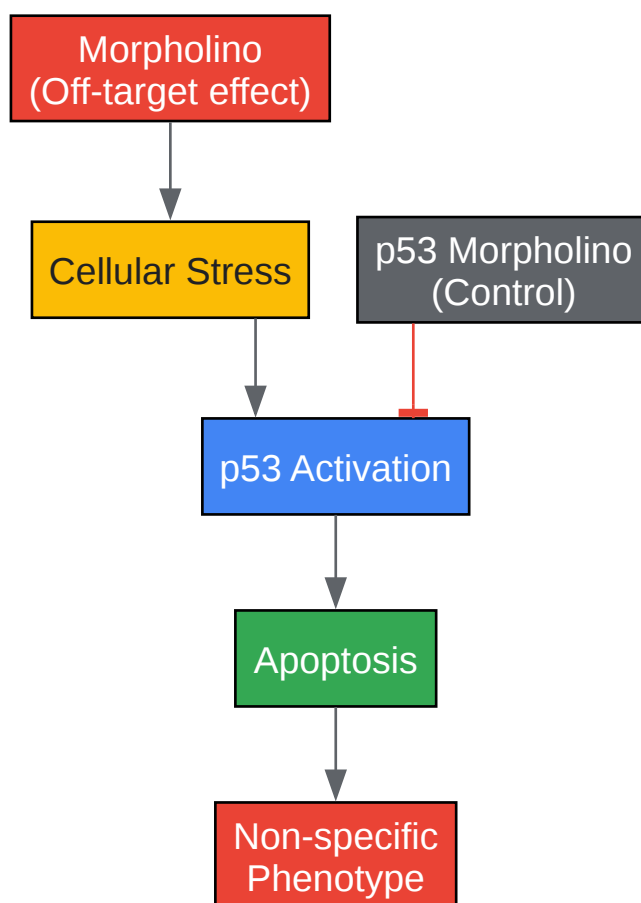 Morpholino
(Off-target effect)
Cellular Stress
p53 Morpholino
(Control)
p53 Activation
Apoptosis
Non-specific
Phenotype